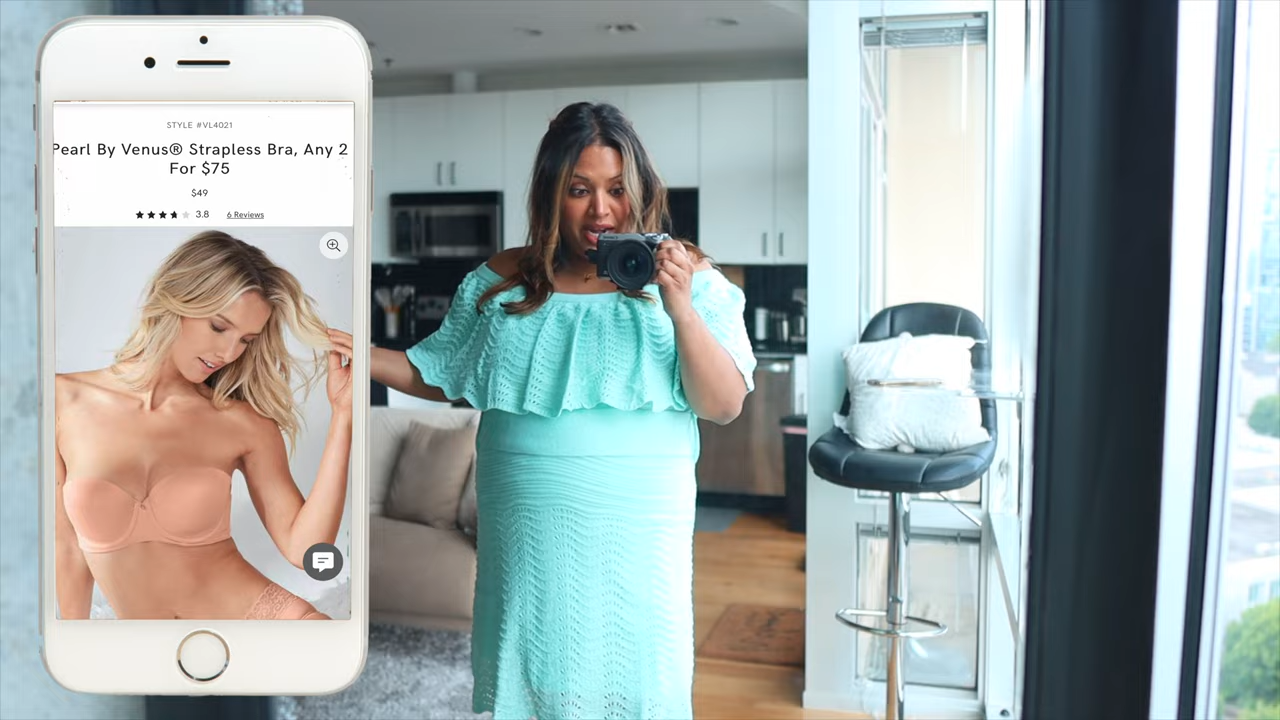 STYLE #VL4021
Pearl By Venus® Strapless Bra, Any 2
For $75
$49
3.8 6 Reviews